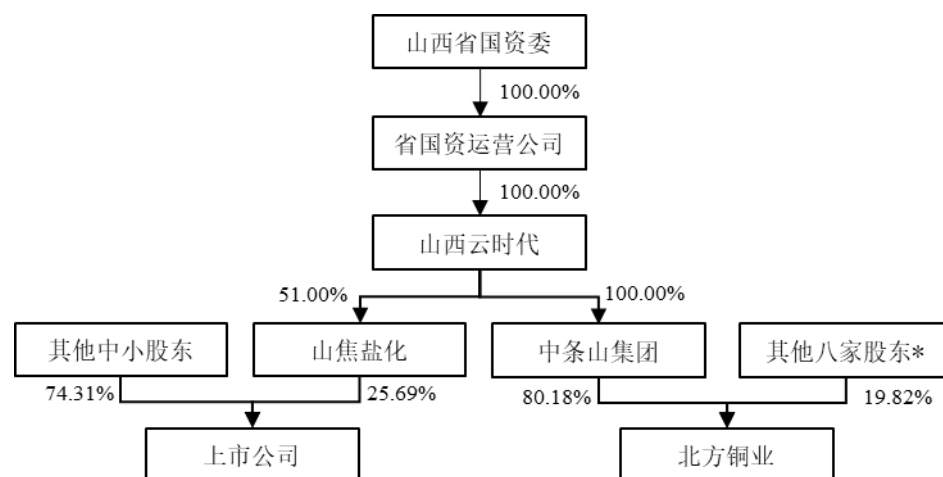 山西省国资委
100.00%
省国资运营公司
100.00%
山西云时代
51.00%
100.00%
其他中小股东
山焦盐化
中条山集团
其他八家股东*
74.31%
25.69%
80.18%
19.82%
上市公司
北方铜业